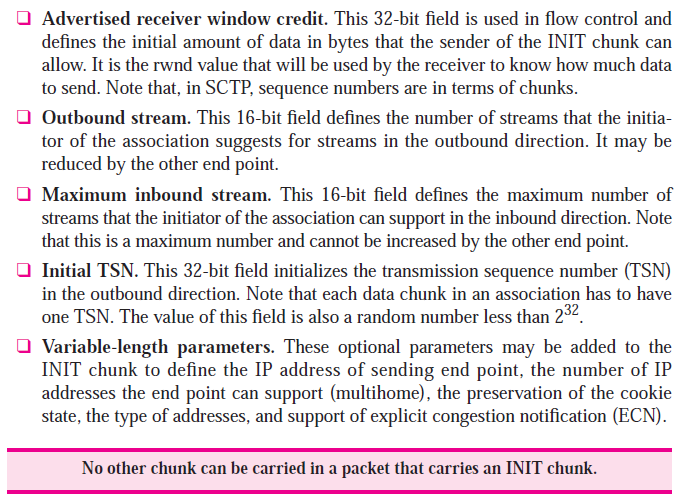 ❏ Advertised receiver window credit. This 32-bit field is used in flow control and
defines the initial amount of data in bytes that the sender of the INIT chunk can
allow. It is the rwnd value that will be used by the receiver to know how much data
to send. Note that, in SCTP, sequence numbers are in terms of chunks.
❏ Outbound stream. This 16-bit field defines the number of streams that the initia-
tor of the association suggests for streams in the outbound direction. It may be
reduced by the other end point.
❏ Maximum inbound stream. This 16-bit field defines the maximum number of
streams that the initiator of the association can support in the inbound direction. Note
that this is a maximum number and cannot be increased by the other end point.
❏ Initial TSN. This 32-bit field initializes the transmission sequence number (TSN)
in the outbound direction. Note that each data chunk in an association has to have
one TSN. The value of this field is also a random number less than 2³².
❏ Variable-length parameters. These optional parameters may be added to the
INIT chunk to define the IP address of sending end point, the number of IP
addresses the end point can support (multihome), the preservation of the cookie
state, the type of addresses, and support of explicit congestion notification (ECN).
No other chunk can be carried in a packet that carries an INIT chunk.